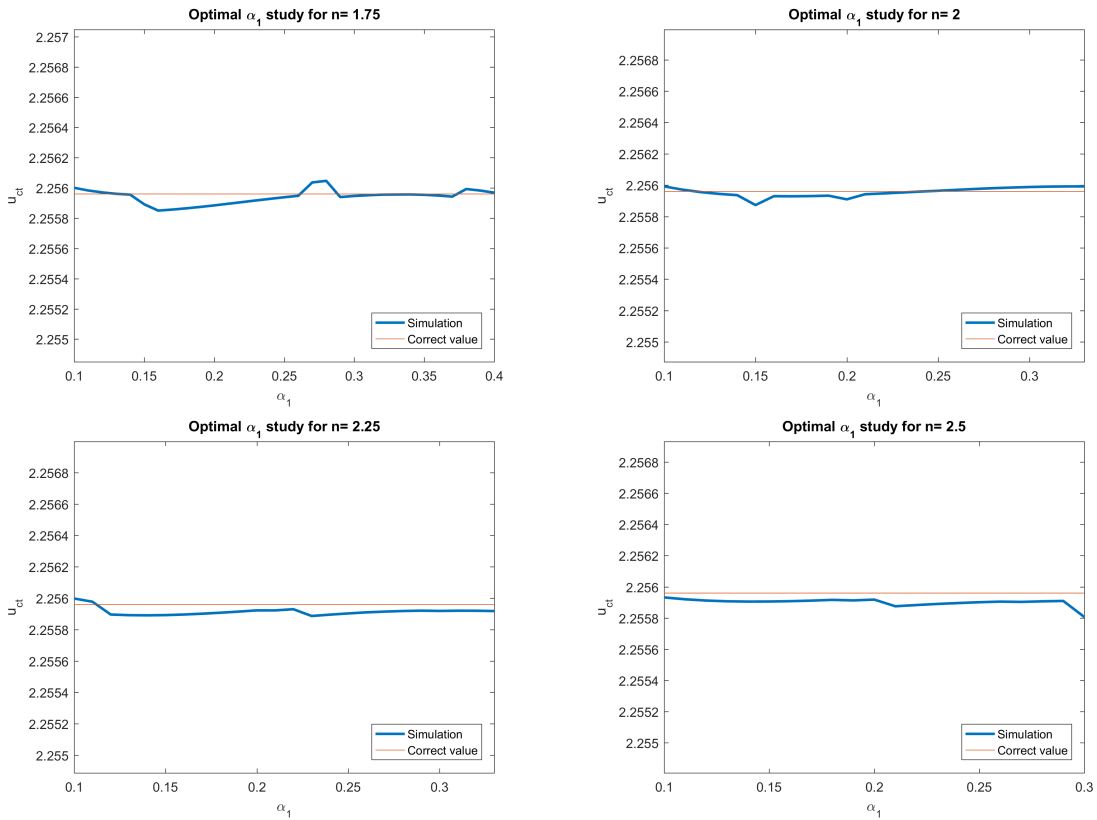 Optimal α1 study for n= 1.75
2.257
2.2568
2.2566
2.2564
2.2562
2.256
2.2558
2.2556
2.2554
2.2552
2.255
uct
Simulation
Correct value
0.1 0.15 0.2 0.25 0.3 0.35 0.4
α1
Optimal α1 study for n= 2
2.2568
2.2566
2.2564
2.2562
2.256
2.2558
2.2556
2.2554
2.2552
2.255
uct
Simulation
Correct value
0.1 0.15 0.2 0.25 0.3
α1
Optimal α1 study for n= 2.25
2.2568
2.2566
2.2564
2.2562
2.256
2.2558
2.2556
2.2554
2.2552
2.255
uct
Simulation
Correct value
0.1 0.15 0.2 0.25 0.3
α1
Optimal α1 study for n= 2.5
2.2568
2.2566
2.2564
2.2562
2.256
2.2558
2.2556
2.2554
2.2552
2.255
uct
Simulation
Correct value
0.1 0.15 0.2 0.25 0.3
α1